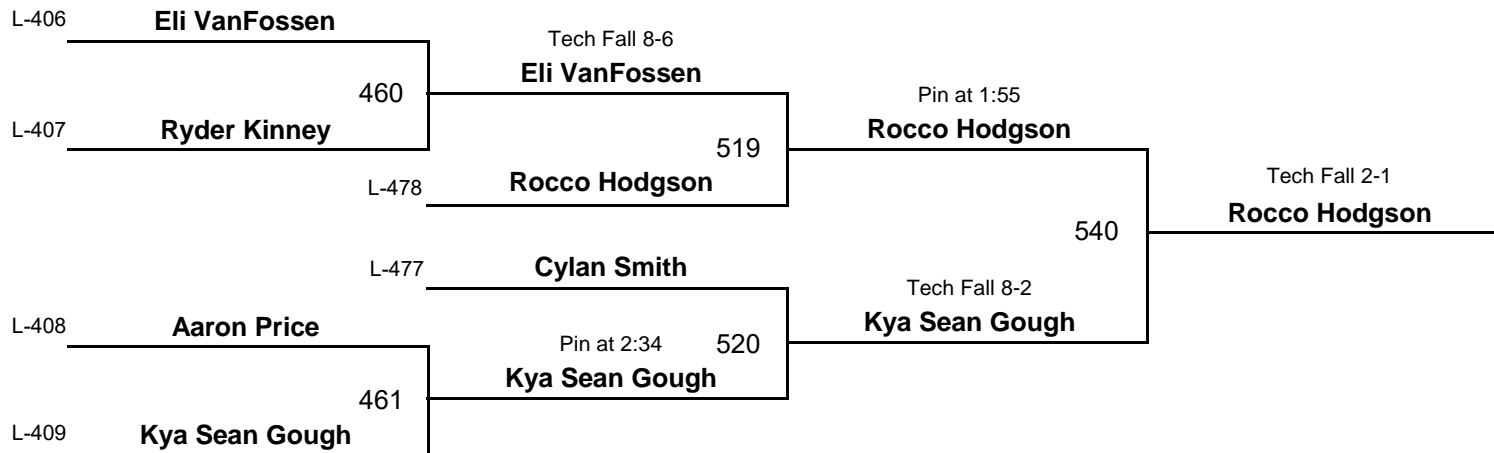 L-406
Eli VanFossen
Tech Fall 8-6
Eli VanFossen
460
Pin at 1:55
Rocco Hodgson
L-407
Ryder Kinney
519
L-478
Rocco Hodgson
Tech Fall 2-1
Rocco Hodgson
540
L-477
Cylan Smith
Tech Fall 8-2
Kya Sean Gough
L-408
Aaron Price
Pin at 2:34
520
Kya Sean Gough
461
L-409
Kya Sean Gough